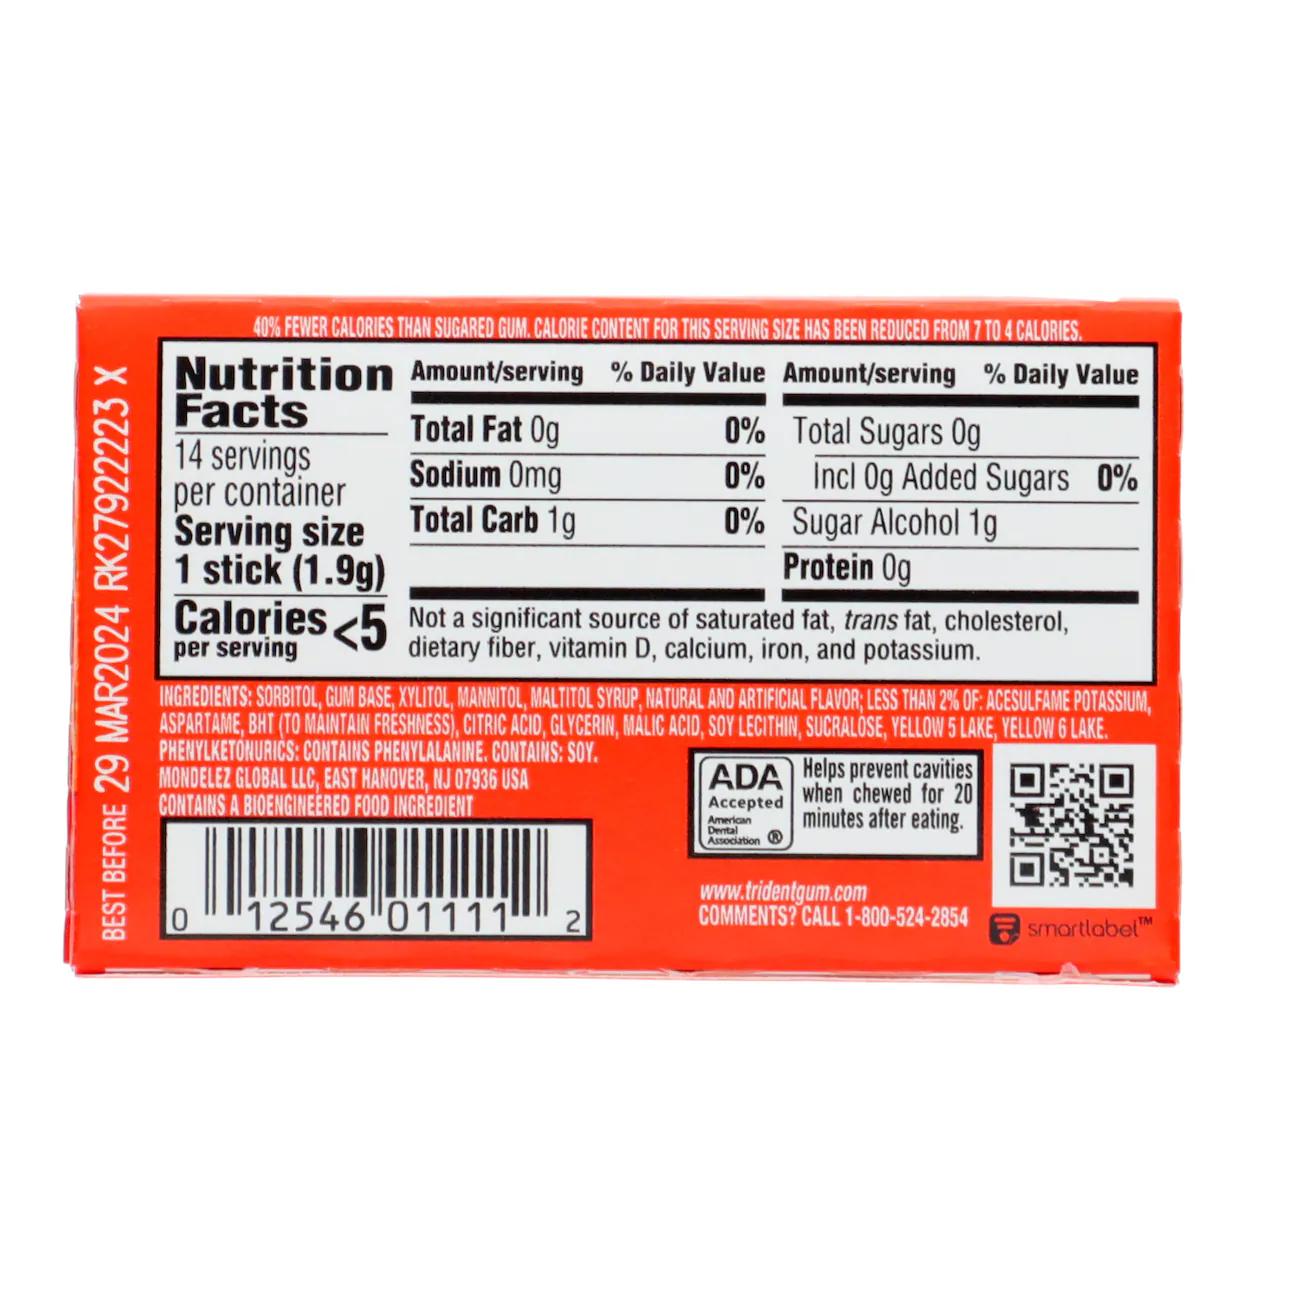 40% FEWER CALORIES THAN SUGARED GUM. CALORIE CONTENT FOR THIS SERVING SIZE HAS BEEN REDUCED FROM 7 TO 4 CALORIES.
Nutrition
Facts
14 servings
per container
Serving size
1 stick (1.9g)
Calories <5
per serving
Amount/serving % Daily Value
Total Fat 0g 0%
Sodium 0mg 0%
Total Carb 1g 0%
Amount/serving % Daily Value
Total Sugars 0g
Incl 0g Added Sugars 0%
Sugar Alcohol 1g
Protein 0g
Not a significant source of saturated fat, trans fat, cholesterol,
dietary fiber, vitamin D, calcium, iron, and potassium.
INGREDIENTS: SORBITOL, GUM BASE, XYLITOL, MANNITOL, MALTITOL SYRUP, NATURAL AND ARTIFICIAL FLAVOR; LESS THAN 2% OF: ACESULFAME POTASSIUM,
ASPARTAME, BHT (TO MAINTAIN FRESHNESS), CITRIC ACID, GLYCERIN, MALIC ACID, SOY LECITHIN, SUCRALOSE, YELLOW 5 LAKE, YELLOW 6 LAKE.
PHENYLKETONURICS: CONTAINS PHENYLALANINE. CONTAINS: SOY.
MONDELEZ GLOBAL LLC, EAST HANOVER, NJ 07936 USA
CONTAINS A BIOENGINEERED FOOD INGREDIENT
0 12546 01111 2
ADA
Accepted
American
Dental
Association ®
Helps prevent cavities
when chewed for 20
minutes after eating.
www.tridentgum.com
COMMENTS? CALL 1-800-524-2854
smartlabel™
BEST BEFORE 29 MAR2024 RK27922223 X